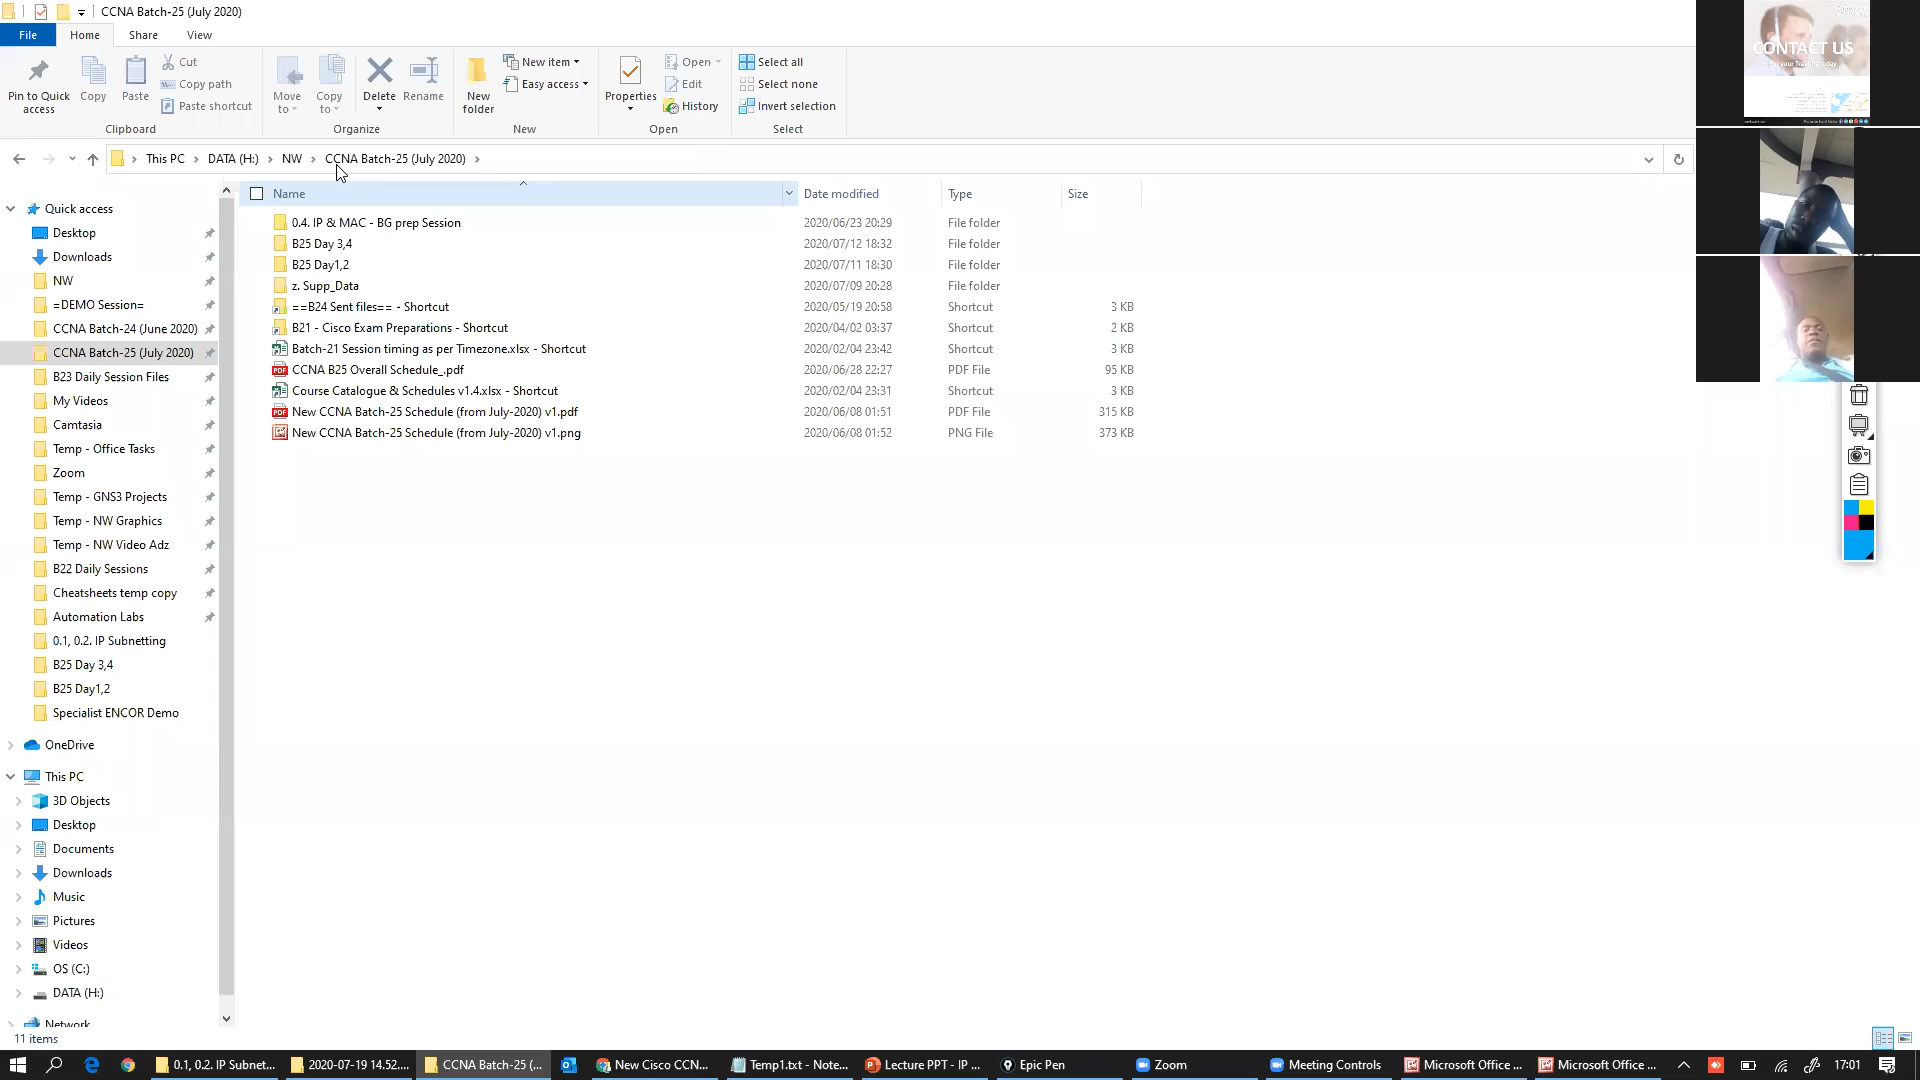 CCNA Batch-25 (July 2020)
File Home Share View
Pin to Quick access
Copy
Paste
Cut
Copy path
Paste shortcut
Clipboard
Move to
Copy to
Delete
Rename
Organize
New folder
New item
Easy access
New
Properties
Open
Edit
History
Open
Select all
Select none
Invert selection
Select
This PC DATA (H:) NW CCNA Batch-25 (July 2020)
Name Date modified Type Size
0.4. IP & MAC - BG prep Session 2020/06/23 20:29 File folder
B25 Day 3,4 2020/07/12 18:32 File folder
B25 Day1,2 2020/07/11 18:30 File folder
z. Supp_Data 2020/07/09 20:28 File folder
==B24 Sent files== - Shortcut 2020/05/19 20:58 Shortcut 3 KB
B21 - Cisco Exam Preparations - Shortcut 2020/04/02 03:37 Shortcut 2 KB
Batch-21 Session timing as per Timezone.xlsx - Shortcut 2020/02/04 23:42 Shortcut 3 KB
CCNA B25 Overall Schedule_.pdf 2020/06/28 22:27 PDF File 95 KB
Course Catalogue & Schedules v1.4.xlsx - Shortcut 2020/02/04 23:31 Shortcut 3 KB
New CCNA Batch-25 Schedule (from July-2020) v1.pdf 2020/06/08 01:51 PDF File 315 KB
New CCNA Batch-25 Schedule (from July-2020) v1.png 2020/06/08 01:52 PNG File 373 KB
Quick access
Desktop
Downloads
NW
=DEMO Session=
CCNA Batch-24 (June 2020)
CCNA Batch-25 (July 2020)
B23 Daily Session Files
My Videos
Camtasia
Temp - Office Tasks
Zoom
Temp - GNS3 Projects
Temp - NW Graphics
Temp - NW Video Adz
B22 Daily Sessions
Cheatsheets temp copy
Automation Labs
0.1, 0.2. IP Subnetting
B25 Day 3,4
B25 Day1,2
Specialist ENCOR Demo
OneDrive
This PC
3D Objects
Desktop
Documents
Downloads
Music
Pictures
Videos
OS (C:)
DATA (H:)
Network
11 items
CONTACT US
0.1, 0.2. IP Subnet... 2020-07-19 14.52.... CCNA Batch-25 (... New Cisco CCN... Temp1.txt - Note... Lecture PPT - IP ... Epic Pen Zoom Meeting Controls Microsoft Office ... Microsoft Office ... 17:01